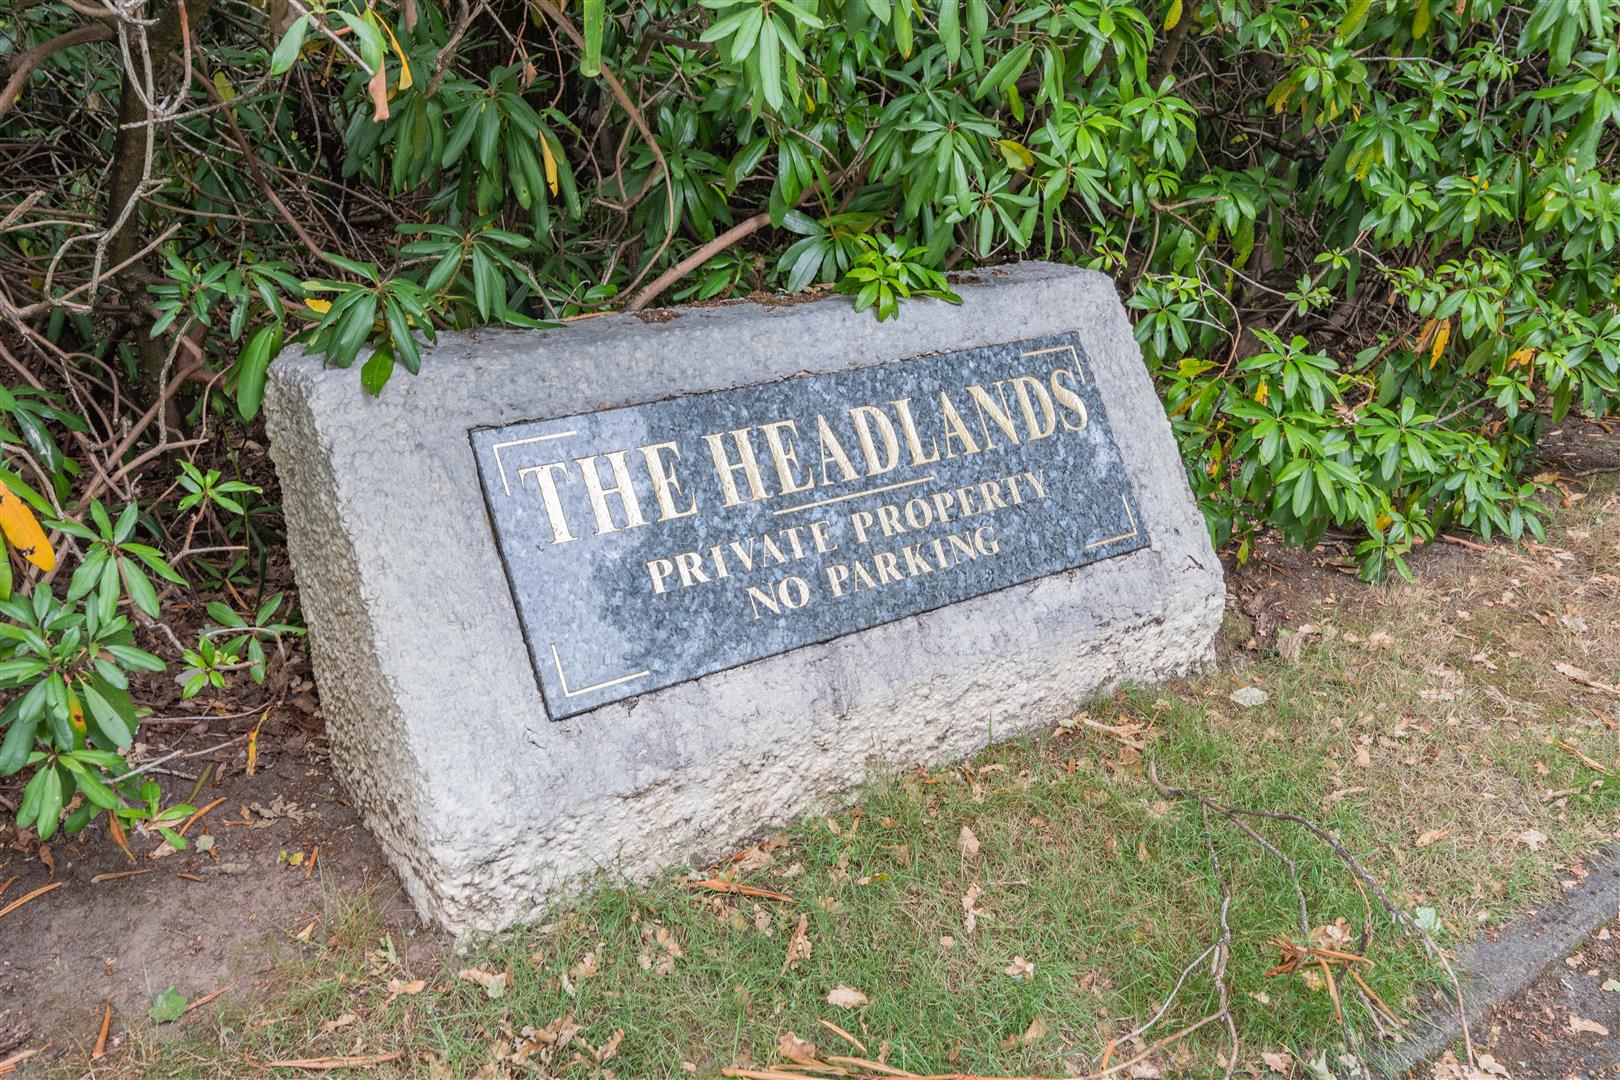 THE HEADLANDS
PRIVATE PROPERTY
NO PARKING